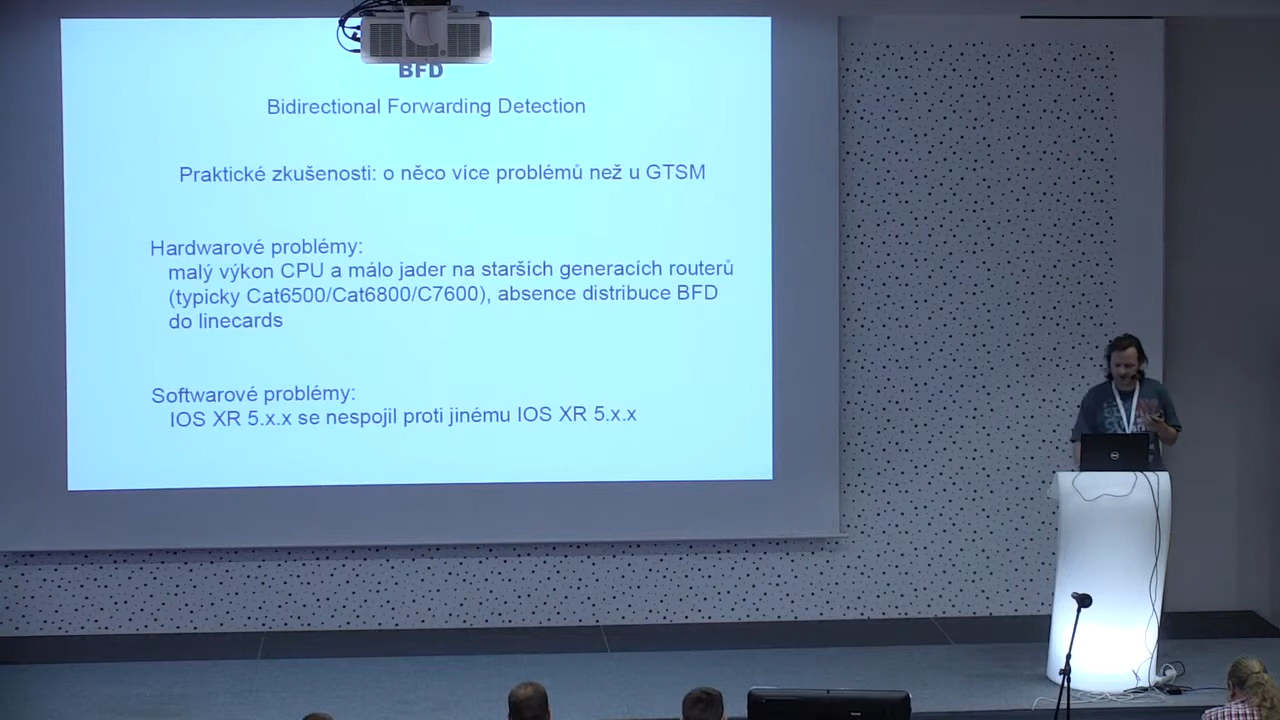 BFD
Bidirectional Forwarding Detection
Praktické zkušenosti: o něco více problémů než u GTSM
Hardwarové problémy:
malý výkon CPU a málo jader na starších generacích routerů
(typicky Cat6500/Cat6800/C7600), absence distribuce BFD
do linecards
Softwarové problémy:
IOS XR 5.x.x se nespojil proti jinému IOS XR 5.x.x